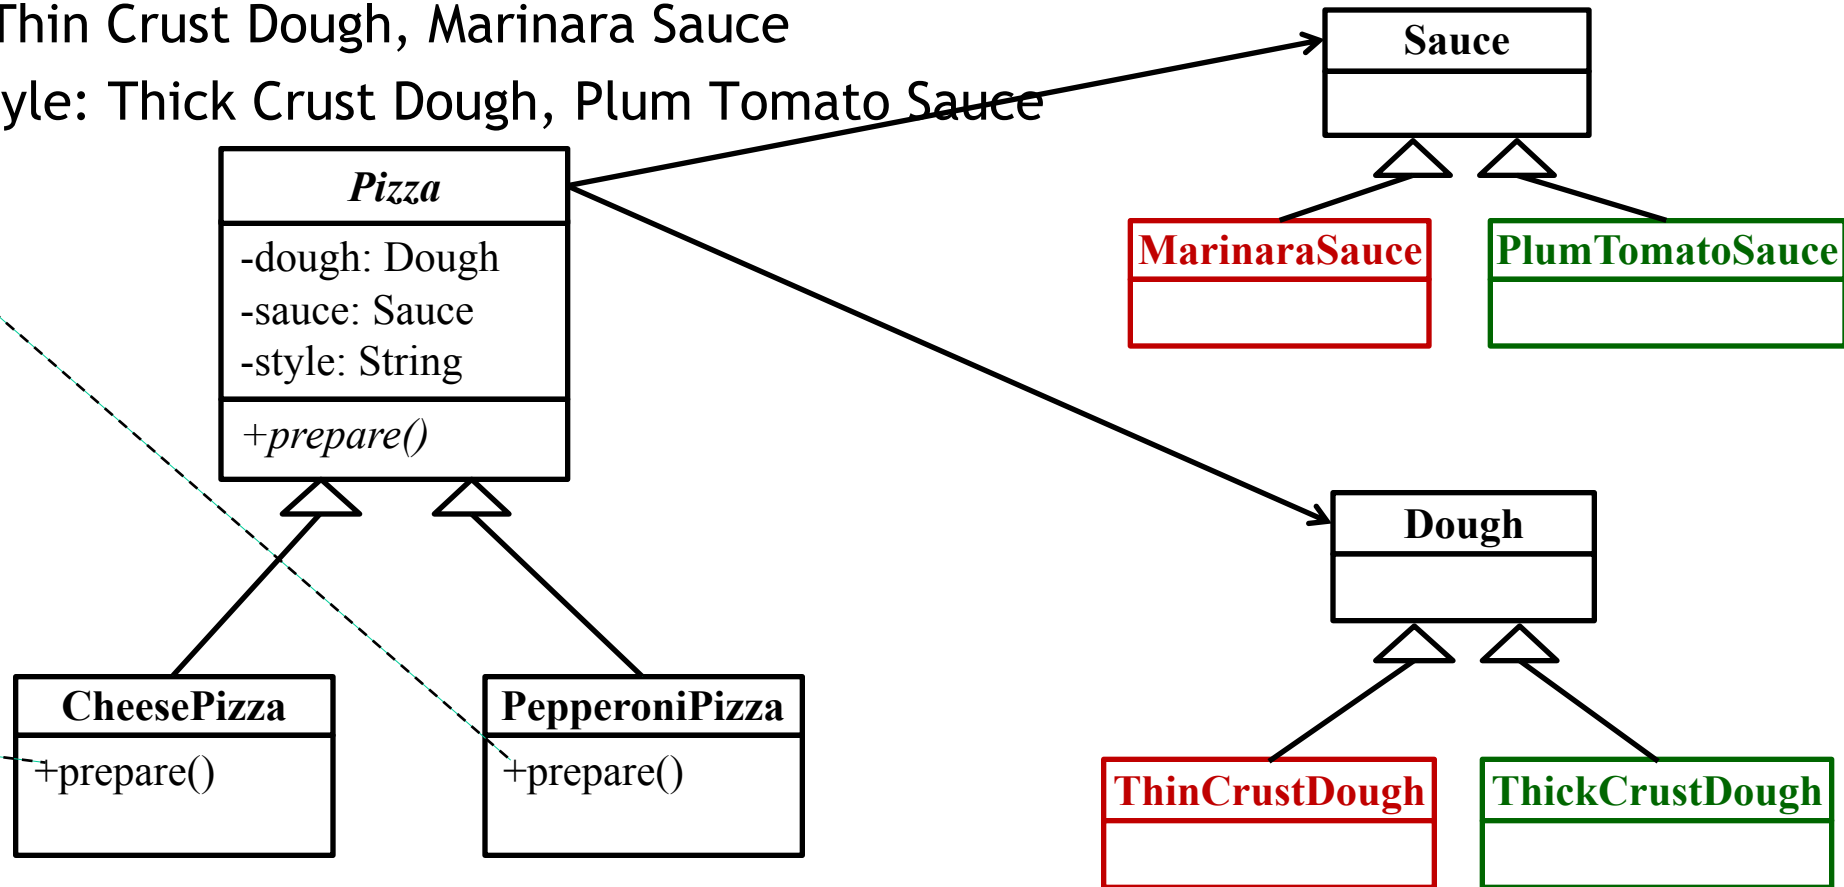 Thin Crust Dough, Marinara Sauce
yle: Thick Crust Dough, Plum Tomato Sauce
Sauce
MarinaraSauce
PlumTomatoSauce
Pizza
-dough: Dough
-sauce: Sauce
-style: String
+prepare()
Dough
CheesePizza
+prepare()
PepperoniPizza
+prepare()
ThinCrustDough
ThickCrustDough